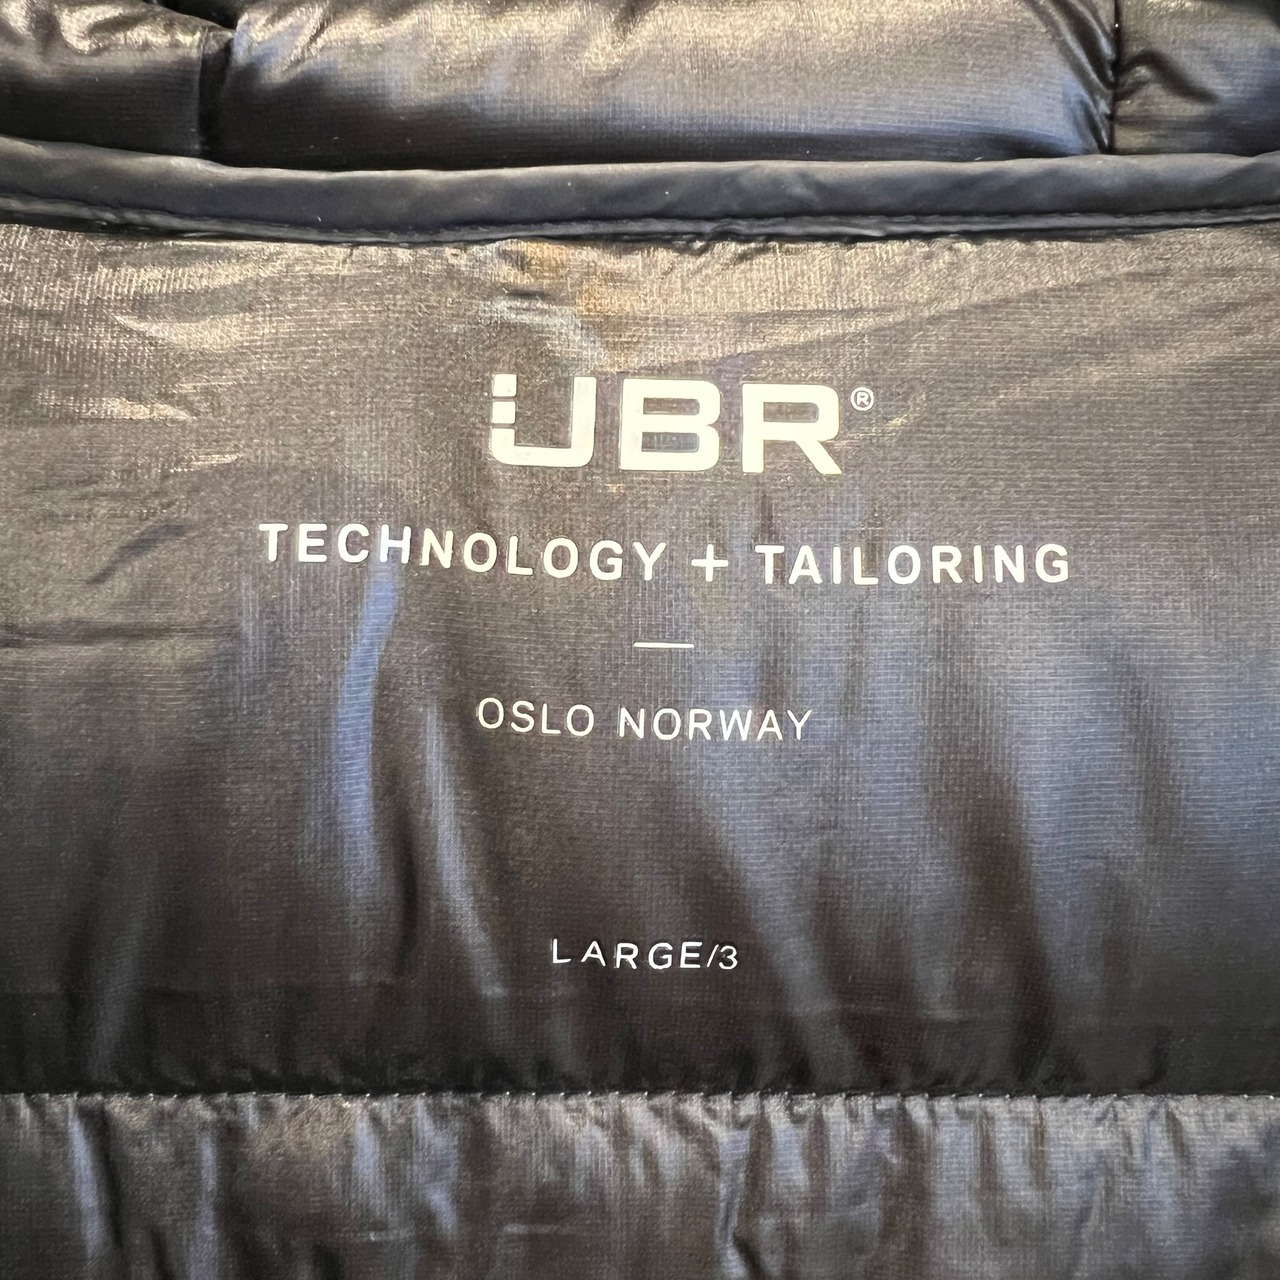 UBR®
TECHNOLOGY + TAILORING
OSLO NORWAY
LARGE/3